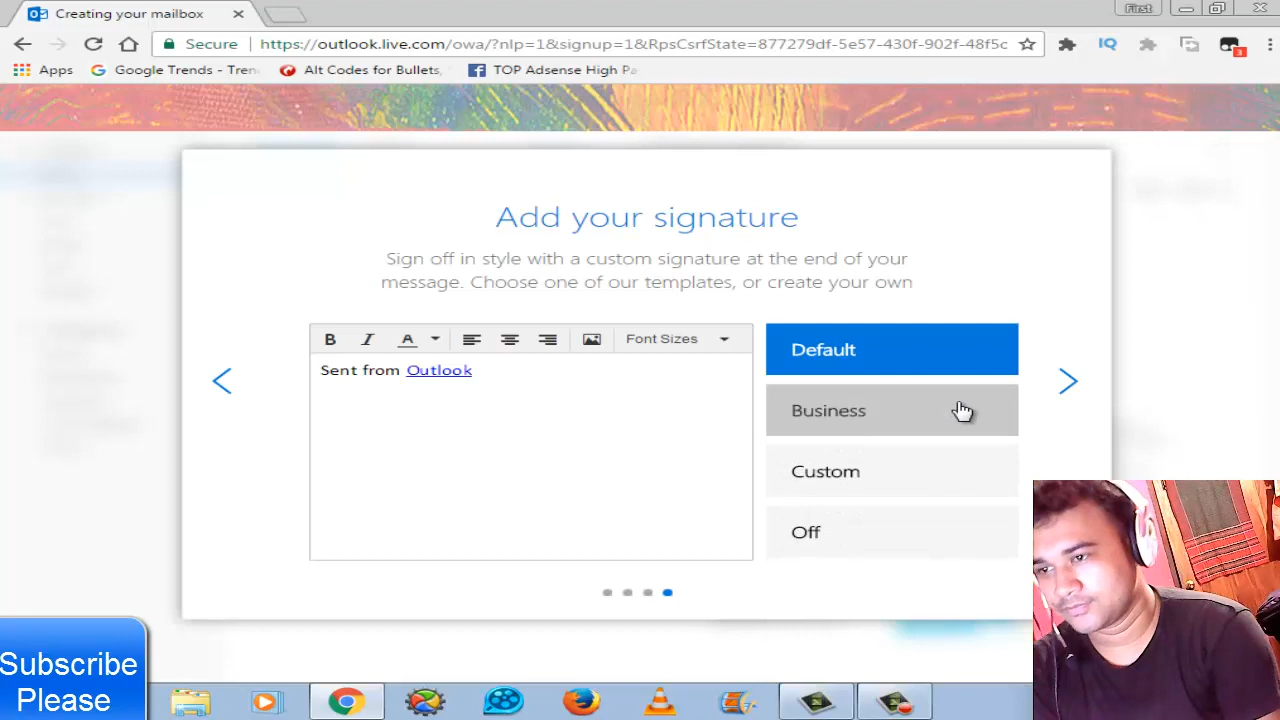 Creating your mailbox
First
Secure
https://outlook.live.com/owa/?nlp=1&signup=1&RpsCsrfState=877279df-5e57-430f-902f-48f5c
Apps
Google Trends - Tren
Alt Codes for Bullets,
TOP Adsense High Pa
3
Add your signature
Sign off in style with a custom signature at the end of your
message. Choose one of our templates, or create your own
B I A Font Sizes
Sent from Outlook
Default
Business
Custom
Off
Subscribe
Please